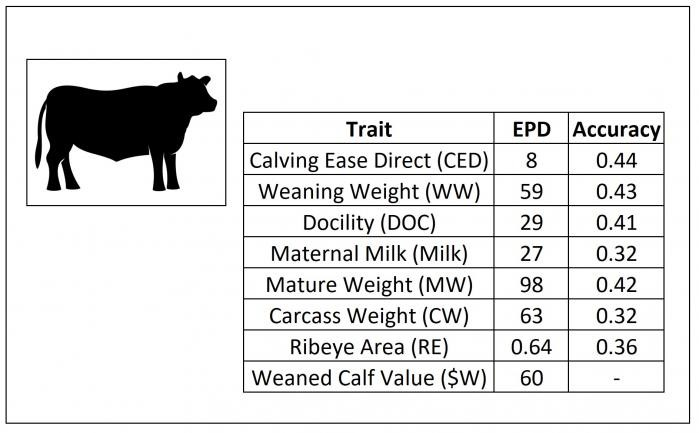 Trait EPD Accuracy
Calving Ease Direct (CED) 8 0.44
Weaning Weight (WW) 59 0.43
Docility (DOC) 29 0.41
Maternal Milk (Milk) 27 0.32
Mature Weight (MW) 98 0.42
Carcass Weight (CW) 63 0.32
Ribeye Area (RE) 0.64 0.36
Weaned Calf Value ($W) 60 -